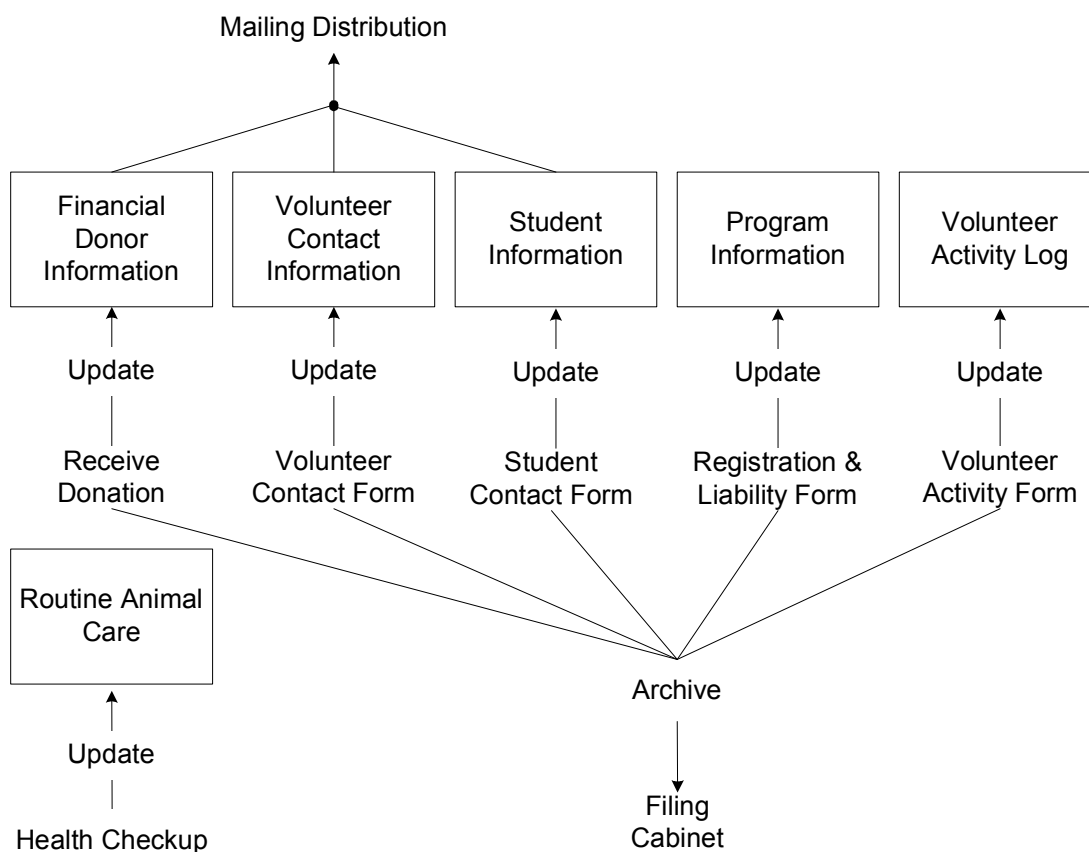 Mailing Distribution
Financial
Donor
Information
Volunteer
Contact
Information
Student
Information
Program
Information
Volunteer
Activity Log
Update
Update
Update
Update
Update
Receive
Donation
Volunteer
Contact Form
Student
Contact Form
Registration &
Liability Form
Volunteer
Activity Form
Routine Animal
Care
Archive
Update
Filing
Cabinet
Health Checkup